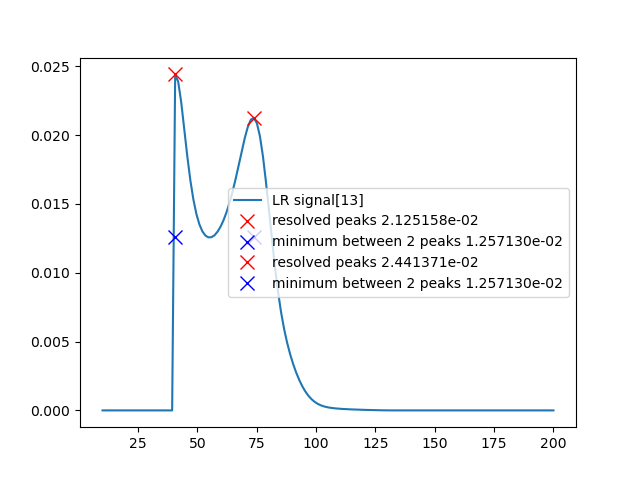 0.025
0.020
0.015
0.010
0.005
0.000
LR signal[13]
resolved peaks 2.125158e-02
minimum between 2 peaks 1.257130e-02
resolved peaks 2.441371e-02
minimum between 2 peaks 1.257130e-02
25 50 75 100 125 150 175 200